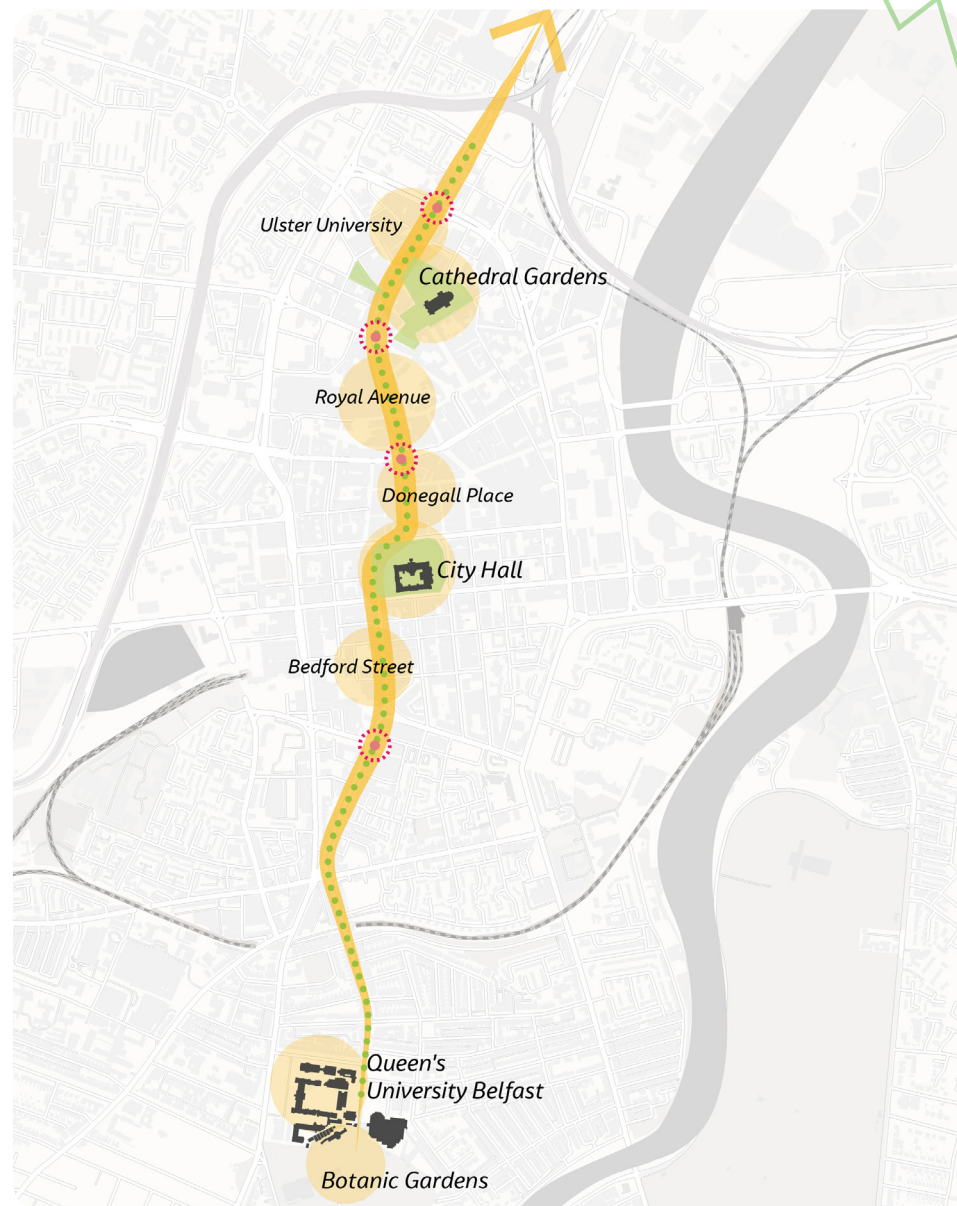 Ulster University
Cathedral Gardens
Royal Avenue
Donegall Place
City Hall
Bedford Street
Queen's
University Belfast
Botanic Gardens